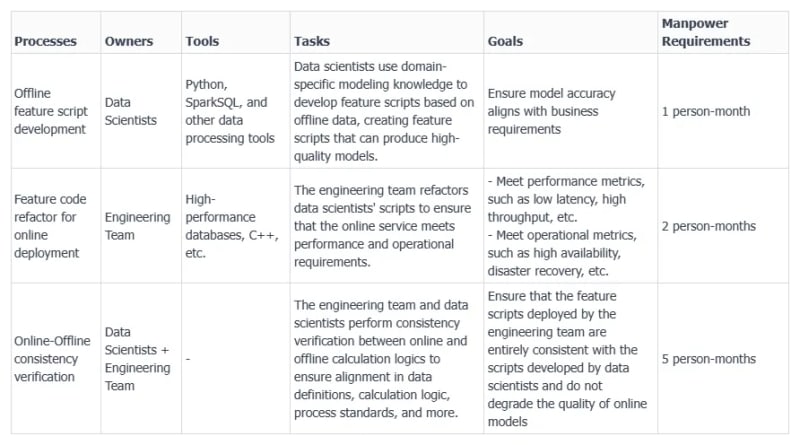 Processes
Owners
Tools
Tasks
Goals
Manpower
Requirements
Offline
feature script
development
Data
Scientists
Python,
SparkSQL, and
other data
processing tools
Data scientists use domain-
specific modeling knowledge to
develop feature scripts based on
offline data, creating feature
scripts that can produce high-
quality models.
Ensure model accuracy
aligns with business
requirements
1 person-month
Feature code
refactor for
online
deployment
Engineering
Team
High-
performance
databases, C++,
etc.
The engineering team refactors
data scientists' scripts to ensure
that the online service meets
performance and operational
requirements.
- Meet performance metrics,
such as low latency, high
throughput, etc.
- Meet operational metrics,
such as high availability,
disaster recovery, etc.
2 person-months
Online-Offline
consistency
verification
Data
Scientists +
Engineering
Team
-
The engineering team and data
scientists perform consistency
verification between online and
offline calculation logics to
ensure alignment in data
definitions, calculation logic,
process standards, and more.
Ensure that the feature
scripts deployed by the
engineering team are
entirely consistent with the
scripts developed by data
scientists and do not
degrade the quality of online
models
5 person-months